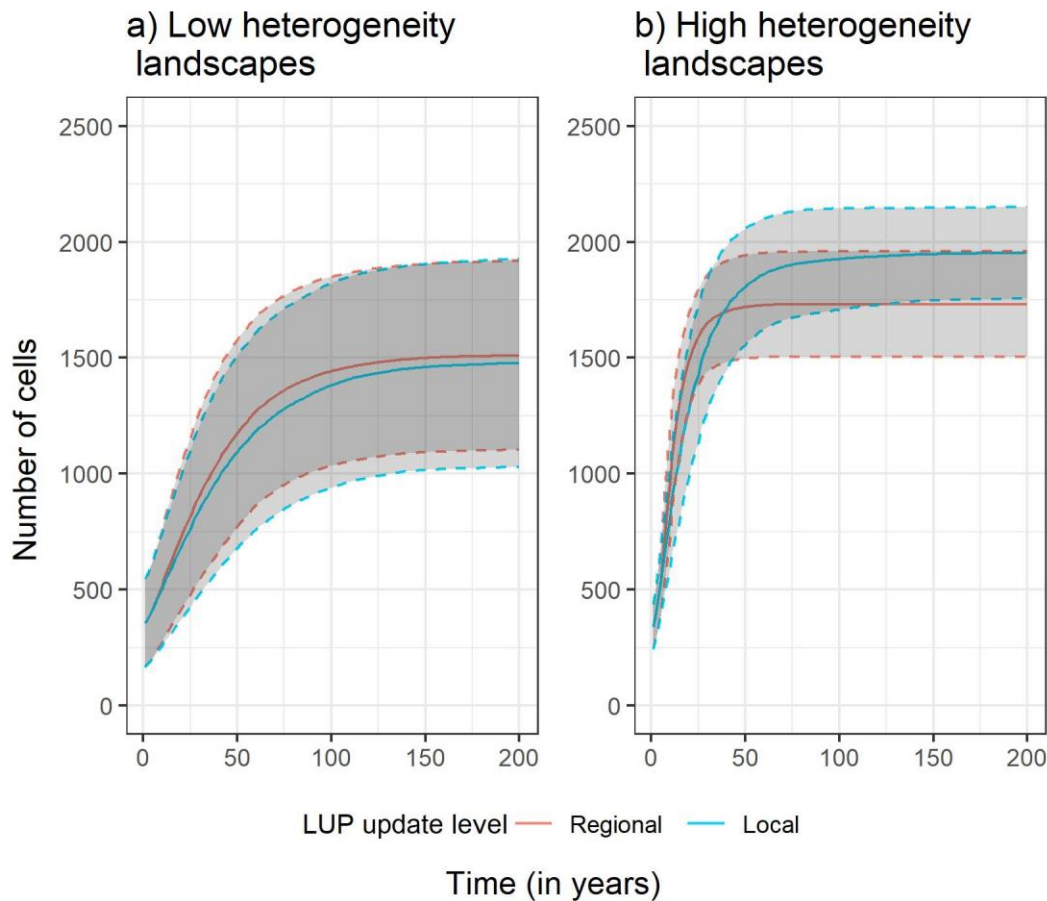 a) Low heterogeneity
landscapes
b) High heterogeneity
landscapes
Number of cells
2500
2000
1500
1000
500
0
0 50 100 150 200
2500
2000
1500
1000
500
0
0 50 100 150 200
LUP update level Regional Local
Time (in years)